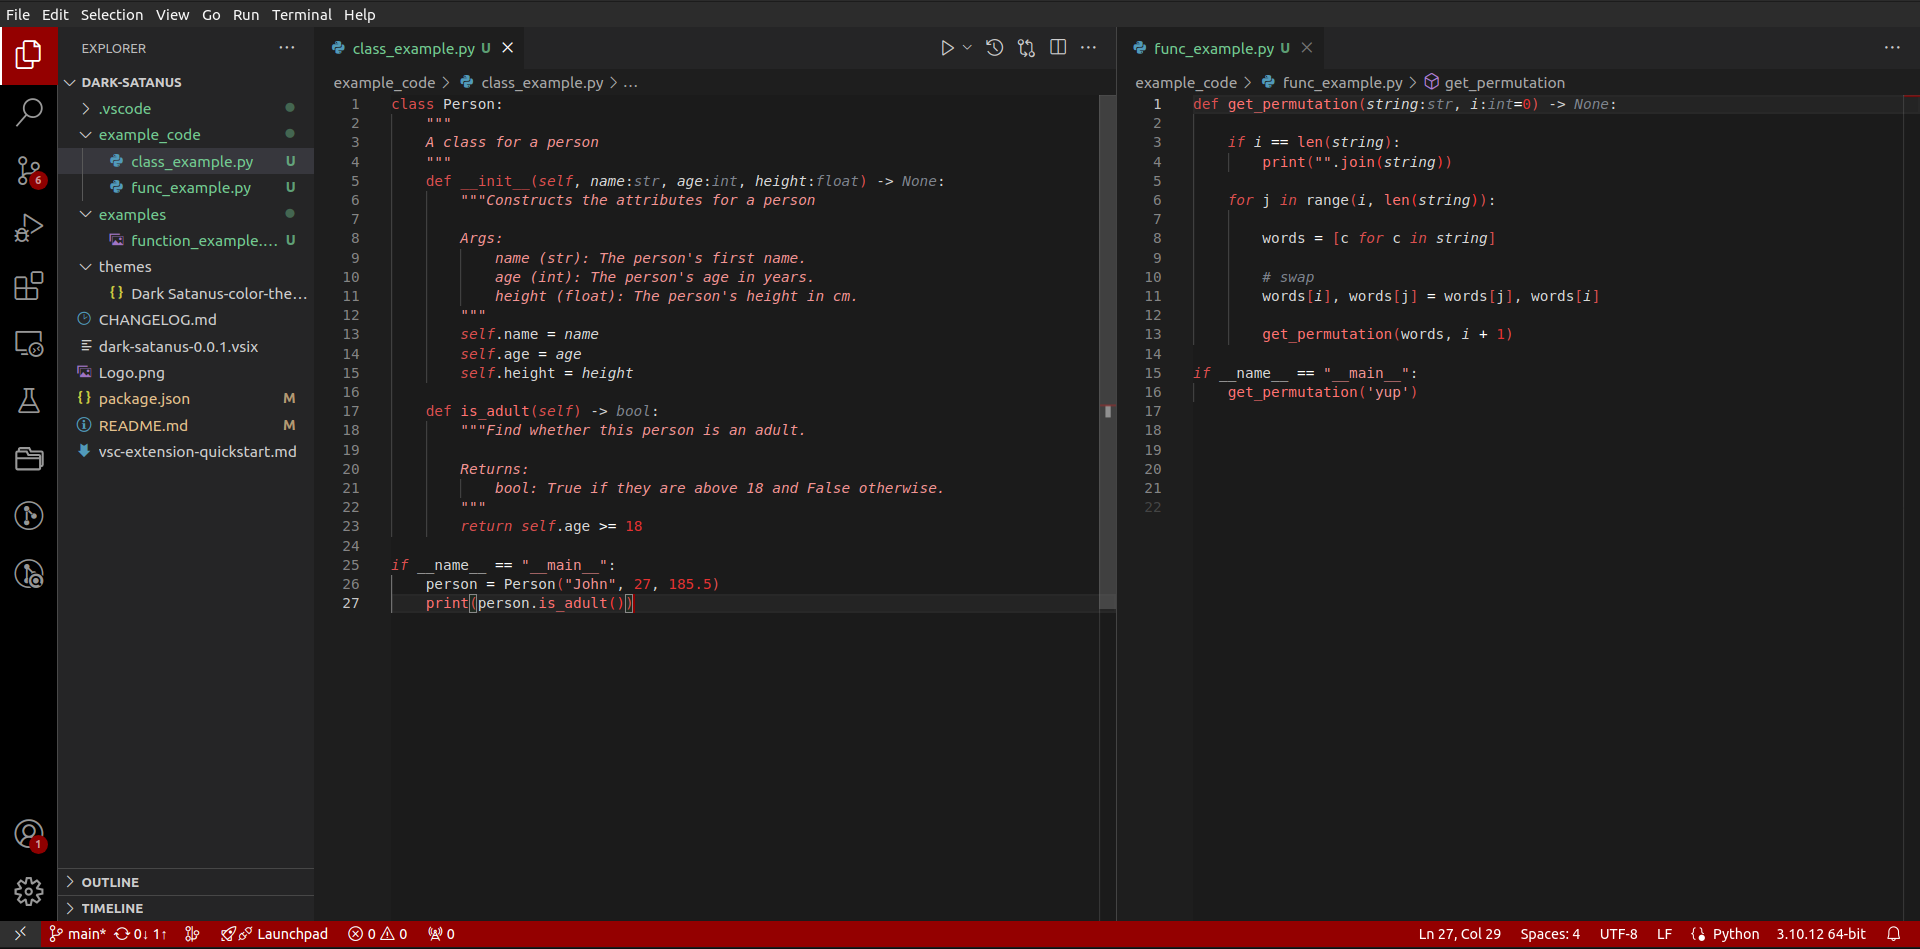 File Edit Selection View Go Run Terminal Help
EXPLORER
DARK-SATANUS
.vscode
example_code
class_example.py U
func_example.py U
examples
function_example.... U
themes
{} Dark Satanus-color-the...
CHANGELOG.md
dark-satanus-0.0.1.vsix
Logo.png
{} package.json M
README.md M
vsc-extension-quickstart.md
OUTLINE
TIMELINE
6
1
class_example.py U
example_code > class_example.py > ...
1 class Person:
2     """
3     A class for a person
4     """
5     def __init__(self, name:str, age:int, height:float) -> None:
6         """Constructs the attributes for a person
7
8         Args:
9             name (str): The person's first name.
10             age (int): The person's age in years.
11             height (float): The person's height in cm.
12         """
13         self.name = name
14         self.age = age
15         self.height = height
16
17     def is_adult(self) -> bool:
18         """Find whether this person is an adult.
19
20         Returns:
21             bool: True if they are above 18 and False otherwise.
22         """
23         return self.age >= 18
24
25 if __name__ == "__main__":
26     person = Person("John", 27, 185.5)
27     print(person.is_adult())
func_example.py U
example_code > func_example.py > get_permutation
1 def get_permutation(string:str, i:int=0) -> None:
2
3     if i == len(string):
4         print("".join(string))
5
6     for j in range(i, len(string)):
7
8         words = [c for c in string]
9
10         # swap
11         words[i], words[j] = words[j], words[i]
12
13         get_permutation(words, i + 1)
14
15 if __name__ == "__main__":
16     get_permutation('yup')
17
18
19
20
21
22
main* 0↓ 1↑ Launchpad 0 0 0 Ln 27, Col 29 Spaces: 4 UTF-8 LF Python 3.10.12 64-bit